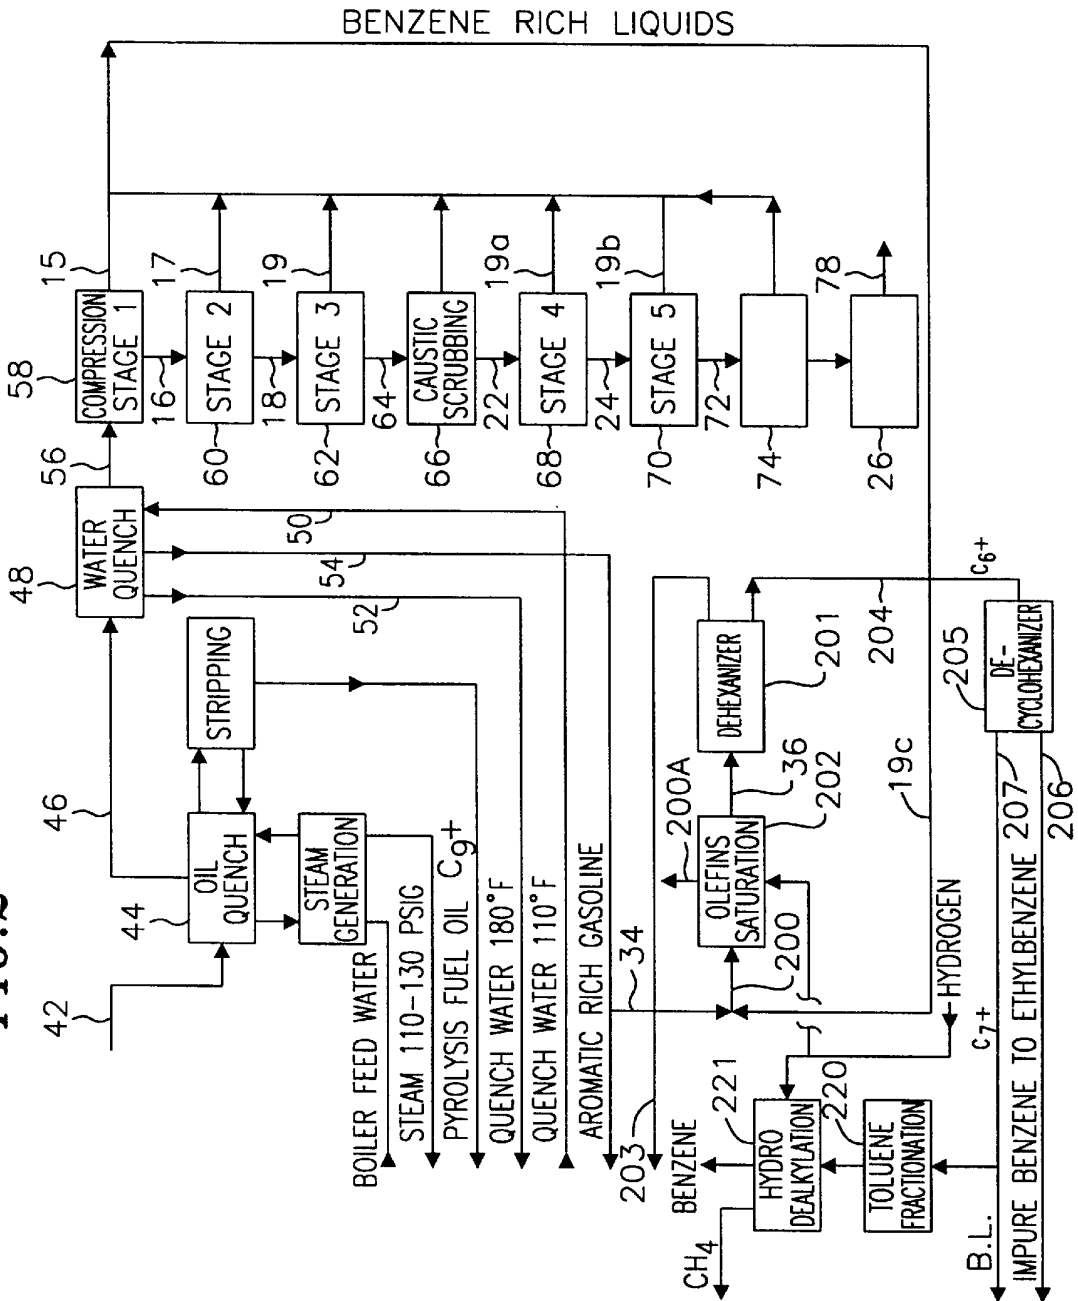 BENZENE RICH LIQUIDS
15
17
19
19a
19b
78
58
COMPRESSION
STAGE 1
STAGE 2
STAGE 3
CAUSTIC
SCRUBBING
STAGE 4
STAGE 5
16
18
64
22
24
72
56
60
62
66
68
70
74
26
48
WATER
QUENCH
50
54
52
46
STRIPPING
44
OIL
QUENCH
STEAM
GENERATION
42
BOILER FEED WATER
STEAM 110-130 PSIG
PYROLYSIS FUEL OIL C9+
QUENCH WATER 180°F
QUENCH WATER 110°F
AROMATIC RICH GASOLINE
34
203
200A
OLEFINS
SATURATION
200
202
36
DEHEXANIZER
201
204
C6+
19c
205
DE-
CYCLOHEXANIZER
207
206
HYDROGEN
C7+
BENZENE
221
HYDRO
DEALKYLATION
CH4
220
TOLUENE
FRACTIONATION
B.L.
IMPURE BENZENE TO ETHYLBENZENE